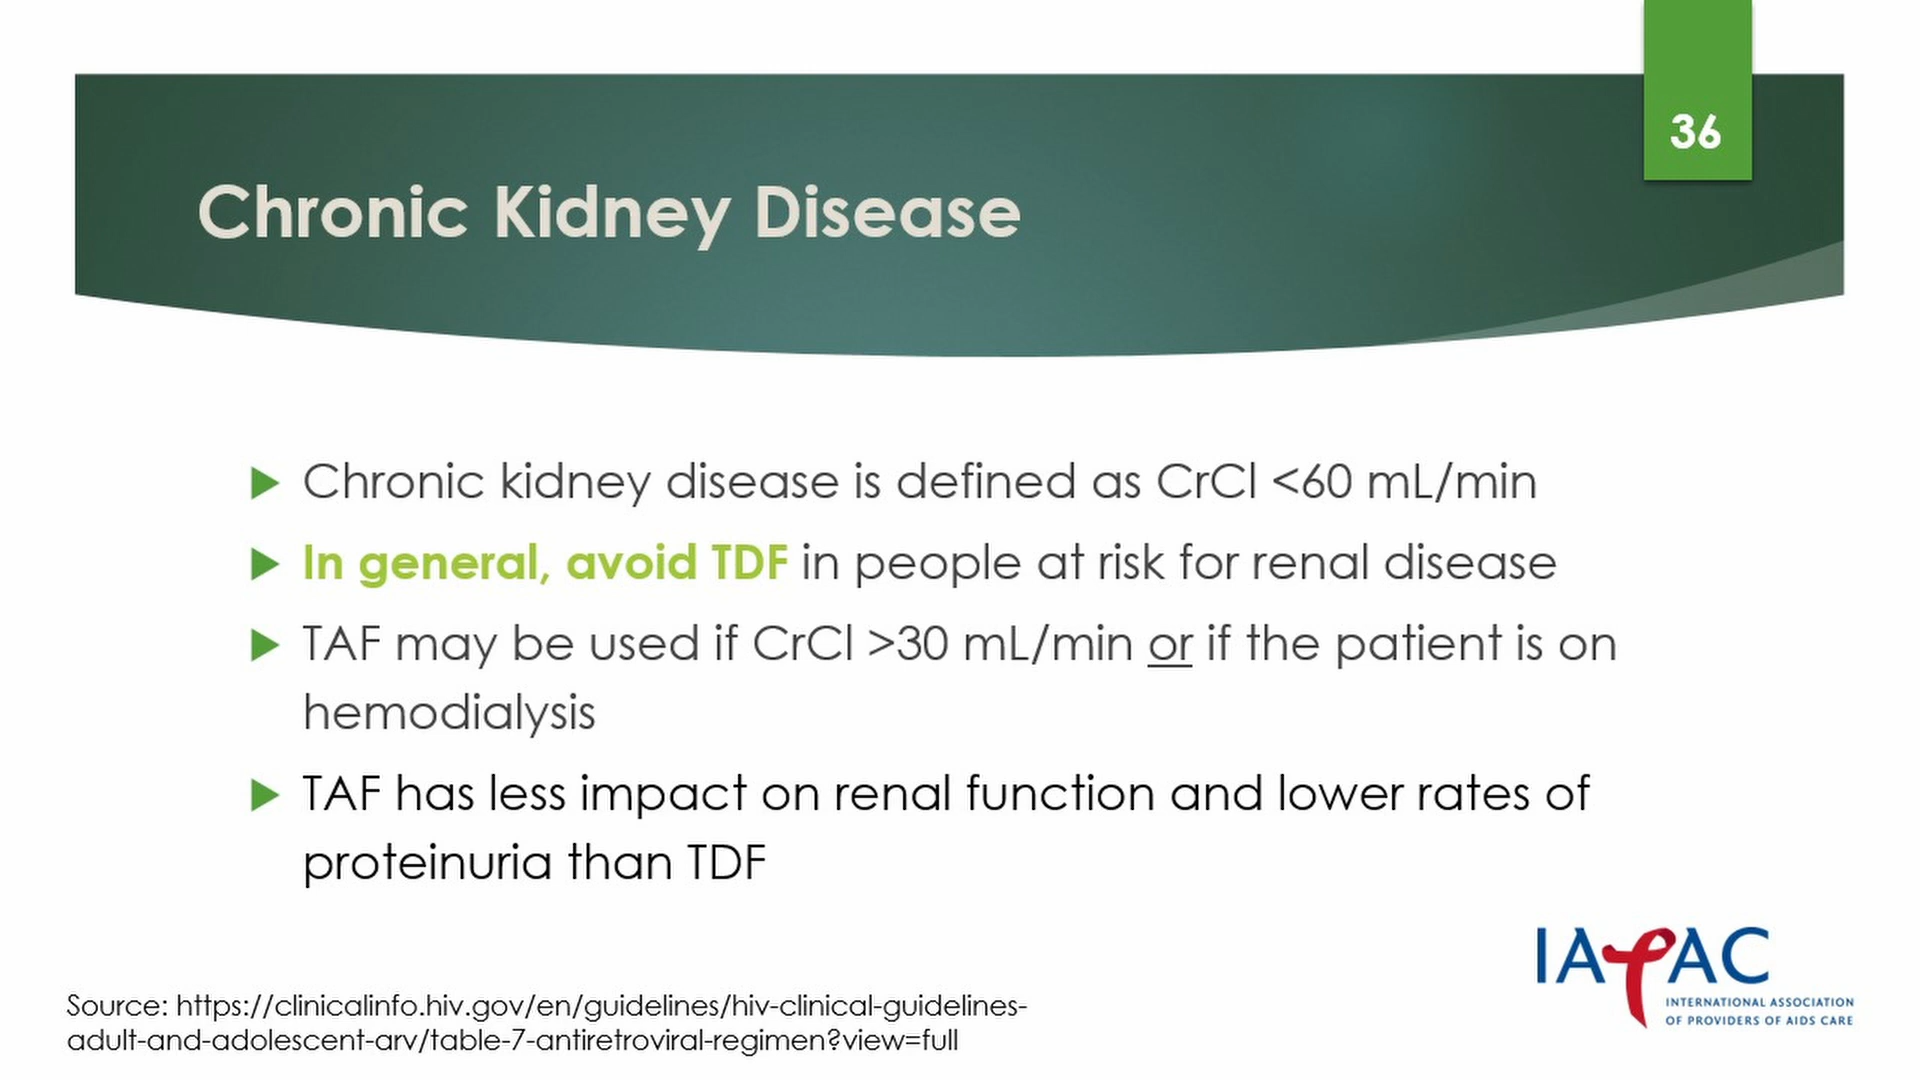 36
Chronic Kidney Disease
Chronic kidney disease is defined as CrCl <60 mL/min
In general, avoid TDF in people at risk for renal disease
TAF may be used if CrCl >30 mL/min or if the patient is on
hemodialysis
TAF has less impact on renal function and lower rates of
proteinuria than TDF
IAPAC
INTERNATIONAL ASSOCIATION
OF PROVIDERS OF AIDS CARE
Source: https://clinicalinfo.hiv.gov/en/guidelines/hiv-clinical-guidelines-
adult-and-adolescent-arv/table-7-antiretroviral-regimen?view=full